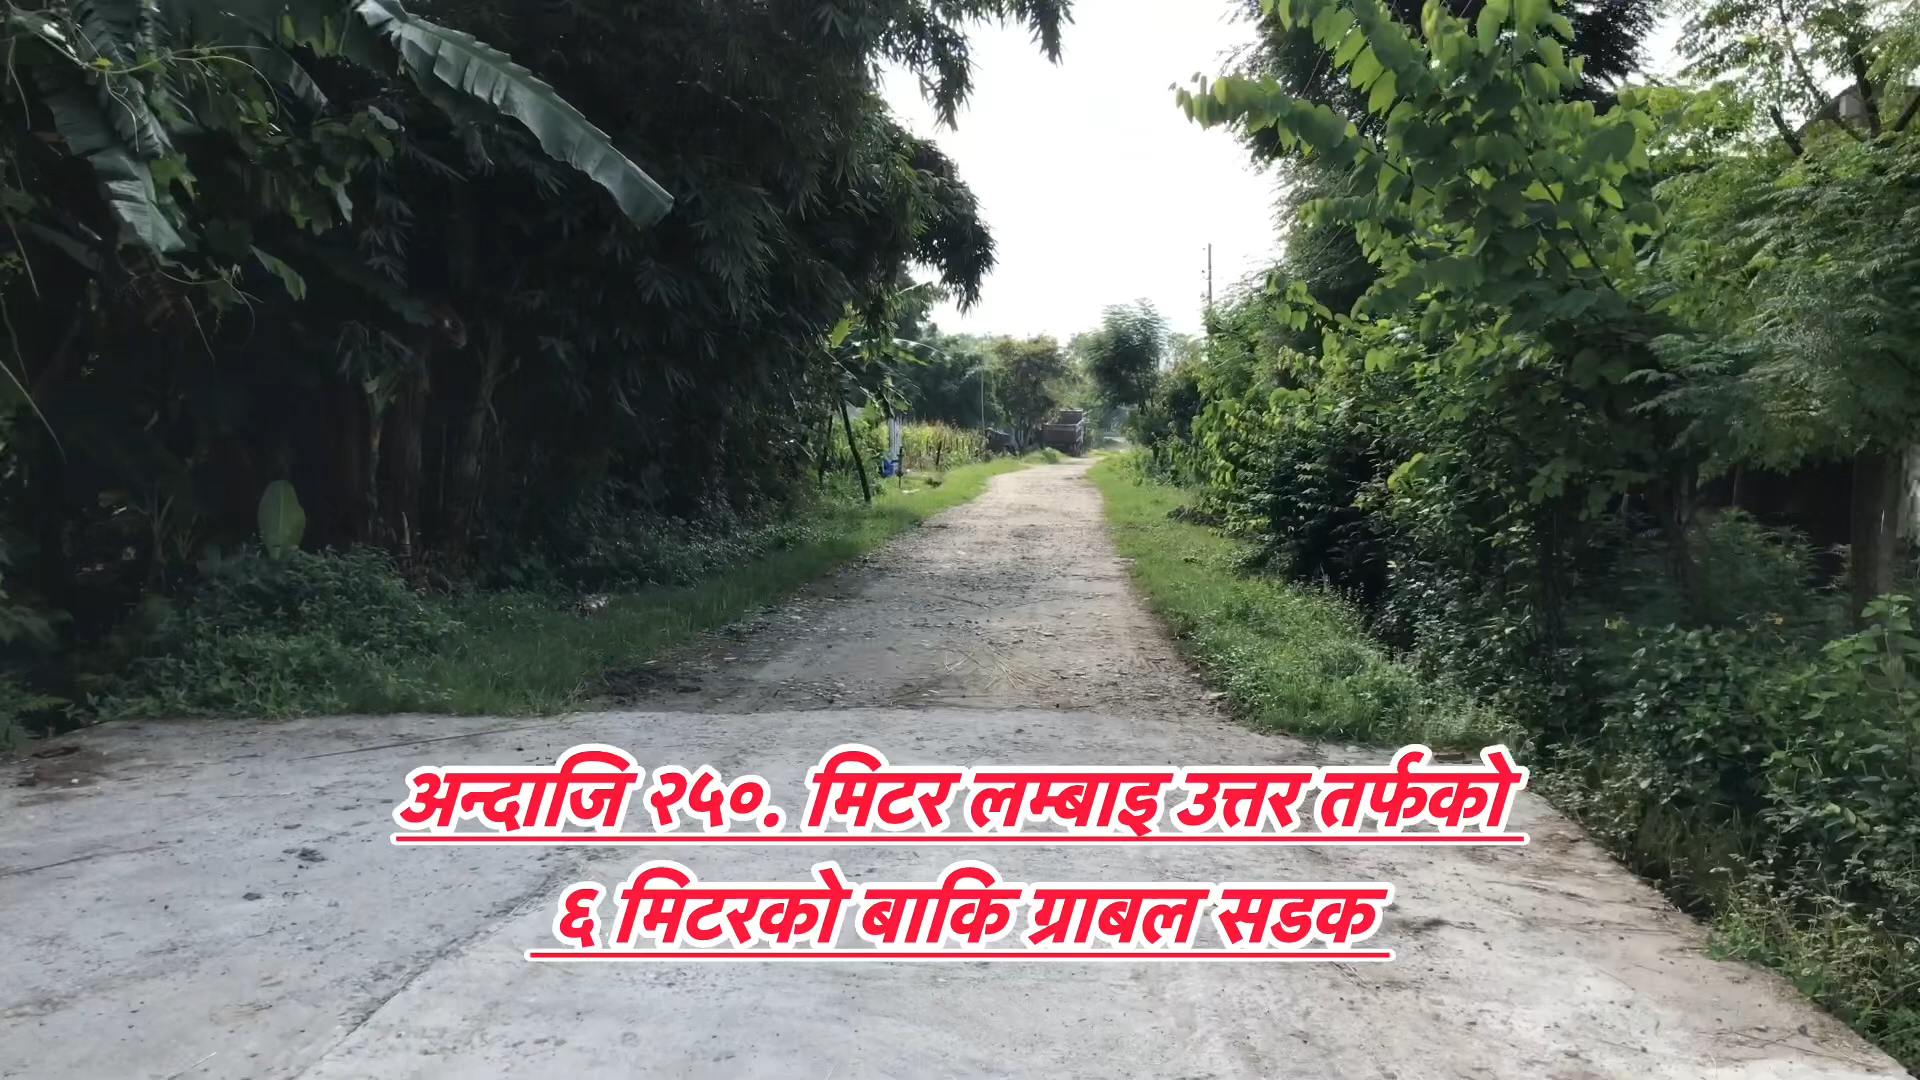 अन्दाजि २५०. मिटर लम्बाइ उत्तर तर्फको
६ मिटरको बाकि ग्राबल सडक